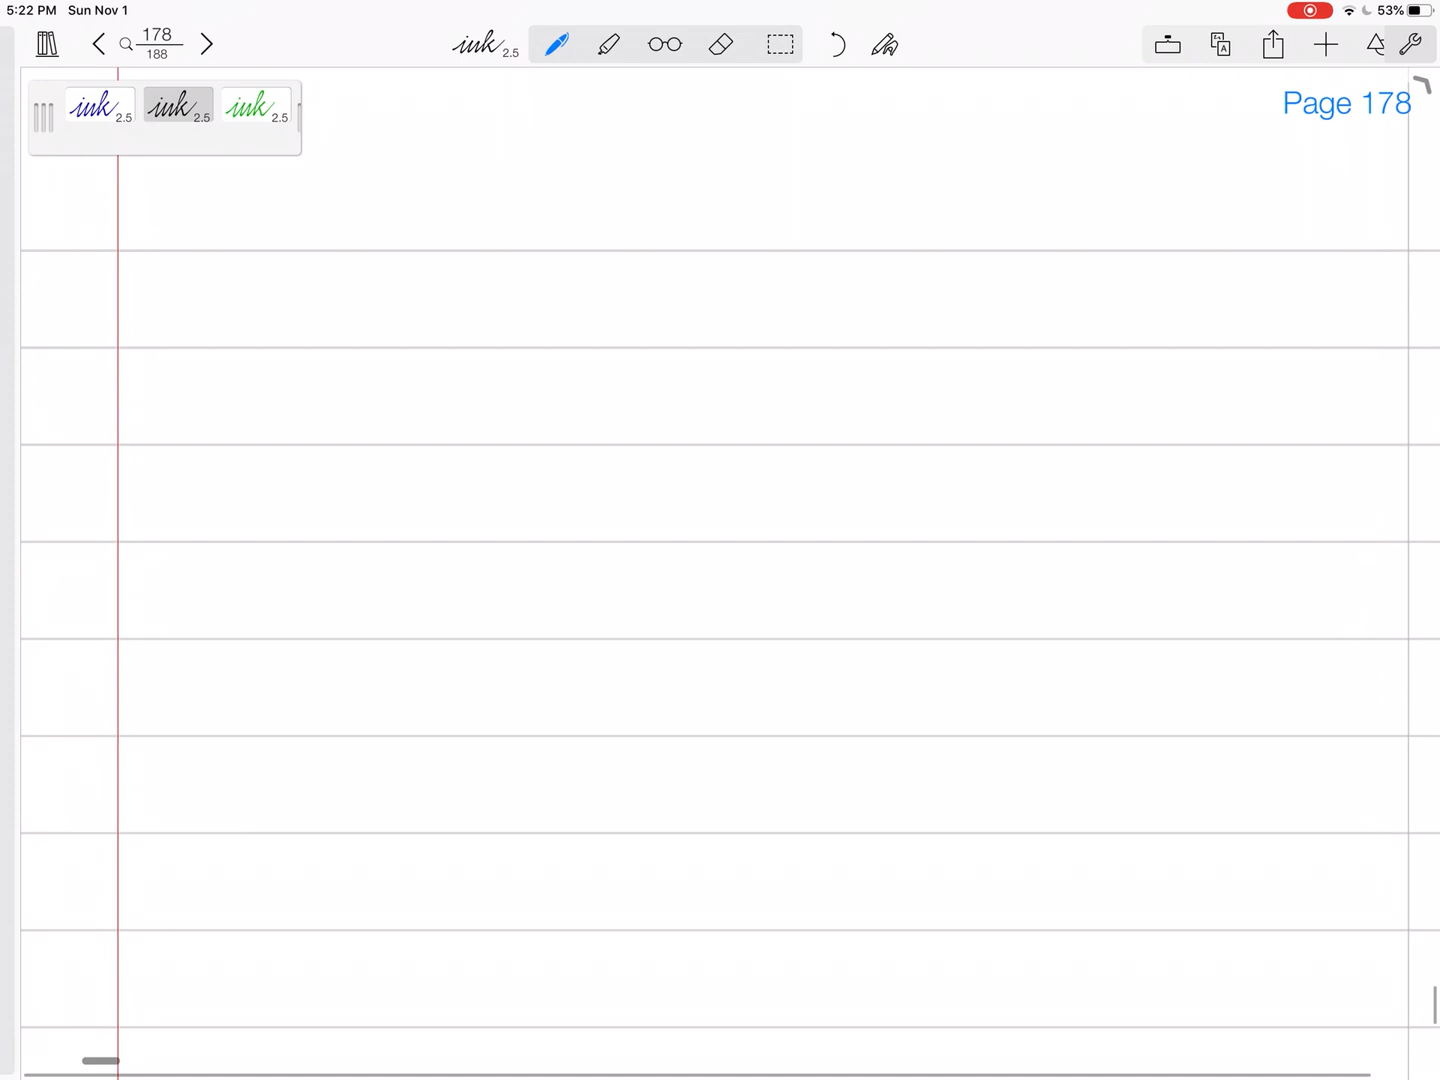 5:22 PM Sun Nov 1
53%
178
188
ink 2.5
A
ink 2.5 ink 2.5 ink 2.5
Page 178